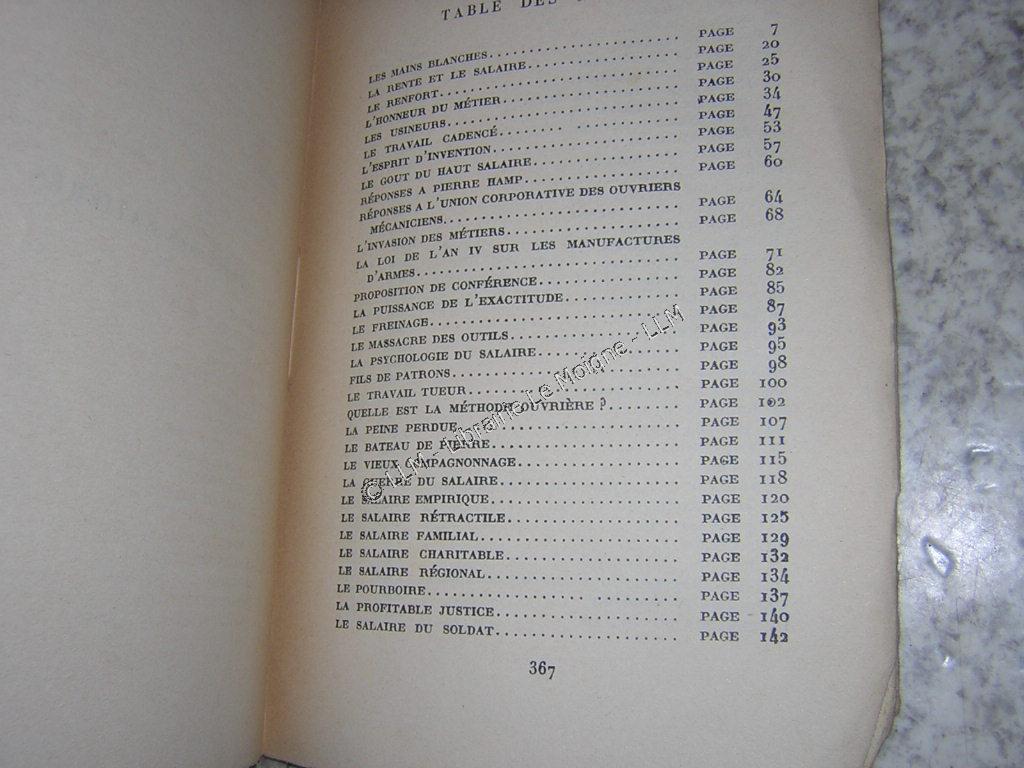 TABLE DES
LES MAINS BLANCHES...................... PAGE 7
LA RENTE ET LE SALAIRE.................. PAGE 20
LE RENFORT.............................. PAGE 25
L'HONNEUR DU MÉTIER..................... PAGE 30
LES USINEURS............................ PAGE 34
LE TRAVAIL CADENCÉ........ ............. PAGE 47
L'ESPRIT D'INVENTION.................... PAGE 53
LE GOUT DU HAUT SALAIRE................. PAGE 57
RÉPONSES A PIERRE HAMP.................. PAGE 60
RÉPONSES A L'UNION CORPORATIVE DES OUVRIERS
MÉCANICIENS............................. PAGE 64
L'INVASION DES MÉTIERS.................. PAGE 68
LA LOI DE L'AN IV SUR LES MANUFACTURES
D'ARMES................................. PAGE 71
PROPOSITION DE CONFÉRENCE............... PAGE 82
LA PUISSANCE DE L'EXACTITUDE............ PAGE 85
LE FREINAGE............................. PAGE 87
LE MASSACRE DES OUTILS.................. PAGE 93
LA PSYCHOLOGIE DU SALAIRE............... PAGE 95
FILS DE PATRONS......................... PAGE 98
LE TRAVAIL TUEUR........................ PAGE 100
QUELLE EST LA MÉTHODE OUVRIÈRE ?........ PAGE 102
LA PEINE PERDUE......................... PAGE 107
LE BATEAU DE PIERRE..................... PAGE 111
LE VIEUX COMPAGNONNAGE.................. PAGE 115
LA GUERRE DU SALAIRE.................... PAGE 118
LE SALAIRE EMPIRIQUE.................... PAGE 120
LE SALAIRE RÉTRACTILE................... PAGE 125
LE SALAIRE FAMILIAL..................... PAGE 129
LE SALAIRE CHARITABLE................... PAGE 132
LE SALAIRE RÉGIONAL..................... PAGE 134
LE POURBOIRE............................ PAGE 137
LA PROFITABLE JUSTICE................... PAGE 140
LE SALAIRE DU SOLDAT.................... PAGE 142
367
© LLM - Librairie Le Moigne - LLM